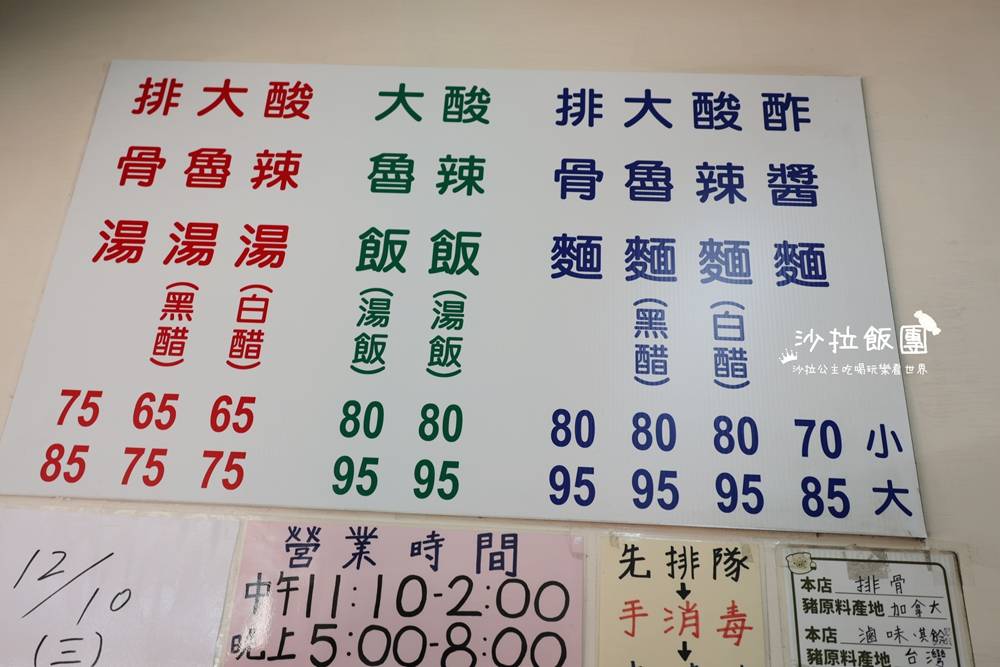 酢醬麵 70 85
酸辣麵(白醋) 80 95
大魯麵(黑醋) 80 95
排骨麵 80 95
小
大
酸辣飯(湯飯) 80 95
大魯飯(湯飯) 80 95
酸辣湯(白醋) 65 75
大魯湯(黑醋) 65 75
排骨湯 75 85
沙拉飯團
沙拉公主吃喝玩樂看世界
12/10
(三)
營業時間
中午11:10-2:00
晚上5:00-8:00
先排隊
↓
手消毒
↓
本店 排骨
豬原料產地 加拿大
本店 滷味
豬原料產地 台灣